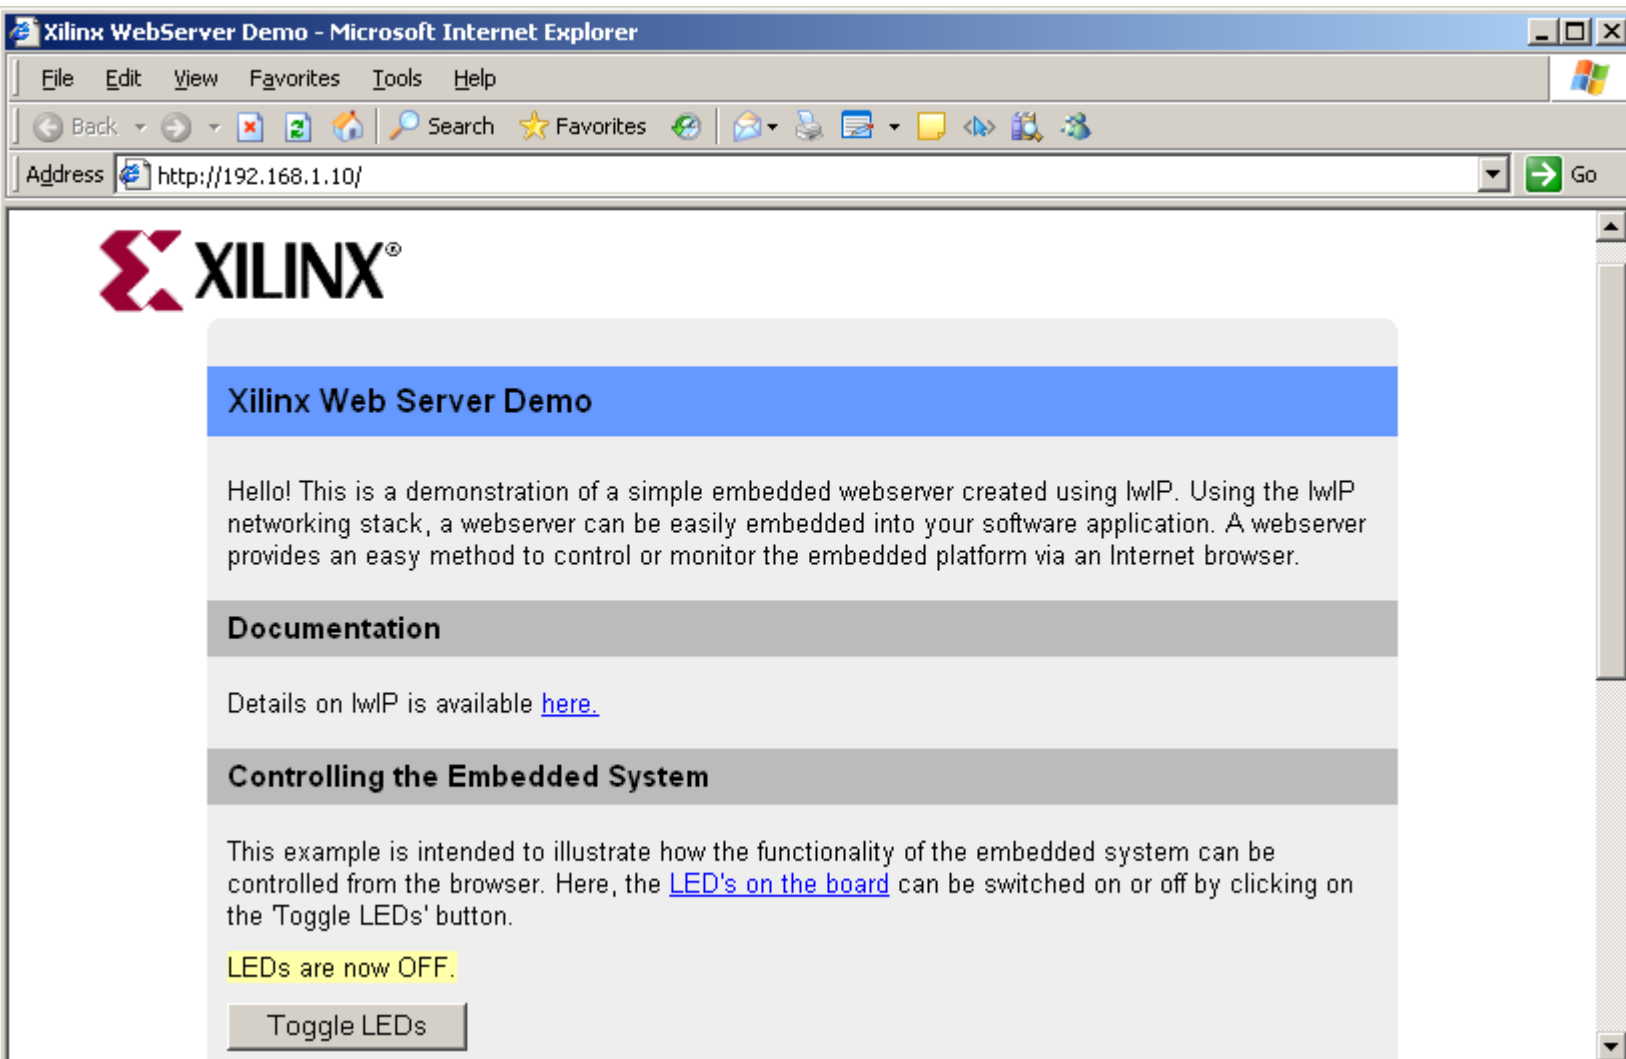 Xilinx WebServer Demo - Microsoft Internet Explorer
File Edit View Favorites Tools Help
Back Search Favorites
Address http://192.168.1.10/ Go
XILINX®
Xilinx Web Server Demo
Hello! This is a demonstration of a simple embedded webserver created using lwIP. Using the lwIP
networking stack, a webserver can be easily embedded into your software application. A webserver
provides an easy method to control or monitor the embedded platform via an Internet browser.
Documentation
Details on lwIP is available here.
Controlling the Embedded System
This example is intended to illustrate how the functionality of the embedded system can be
controlled from the browser. Here, the LED's on the board can be switched on or off by clicking on
the 'Toggle LEDs' button.
LEDs are now OFF.
Toggle LEDs